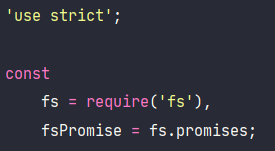 'use strict';
const
fs = require('fs'),
fsPromise = fs.promises;